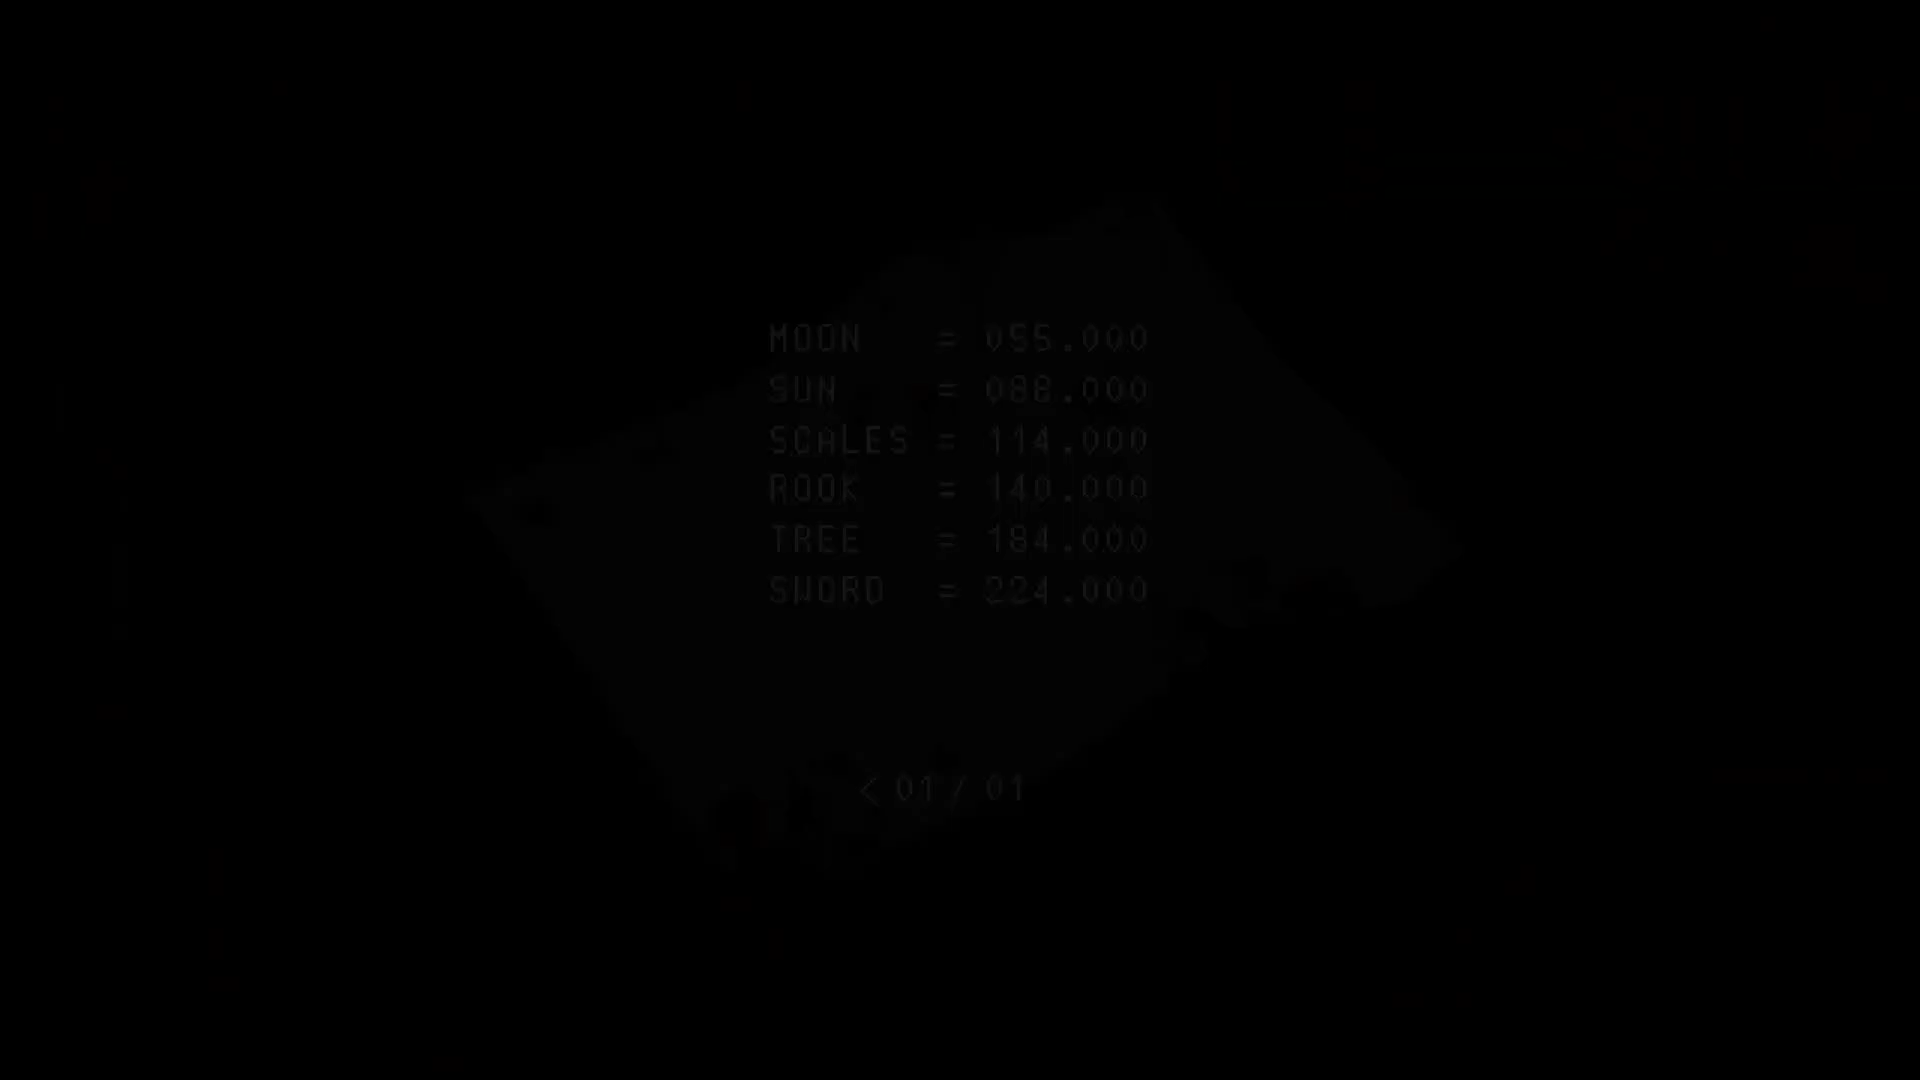 MOON = 055.000
SUN = 088.000
SCALES = 114.000
ROOK = 140.000
TREE = 184.000
SWORD = 224.000
< 01 / 01